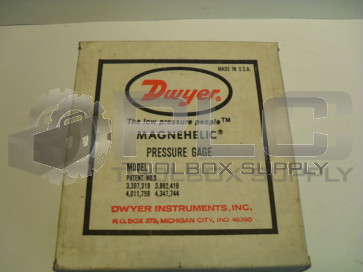 MADE IN U.S.A.
Dwyer
The low pressure people™
MAGNEHELIC®
PRESSURE GAGE
MODEL
PATENT NO.S
3,397,319 3,862,416
4,011,759 4,347,744
DWYER INSTRUMENTS, INC.
P.O. BOX 373, MICHIGAN CITY, IND 46360
PLC
TOOLBOX SUPPLY